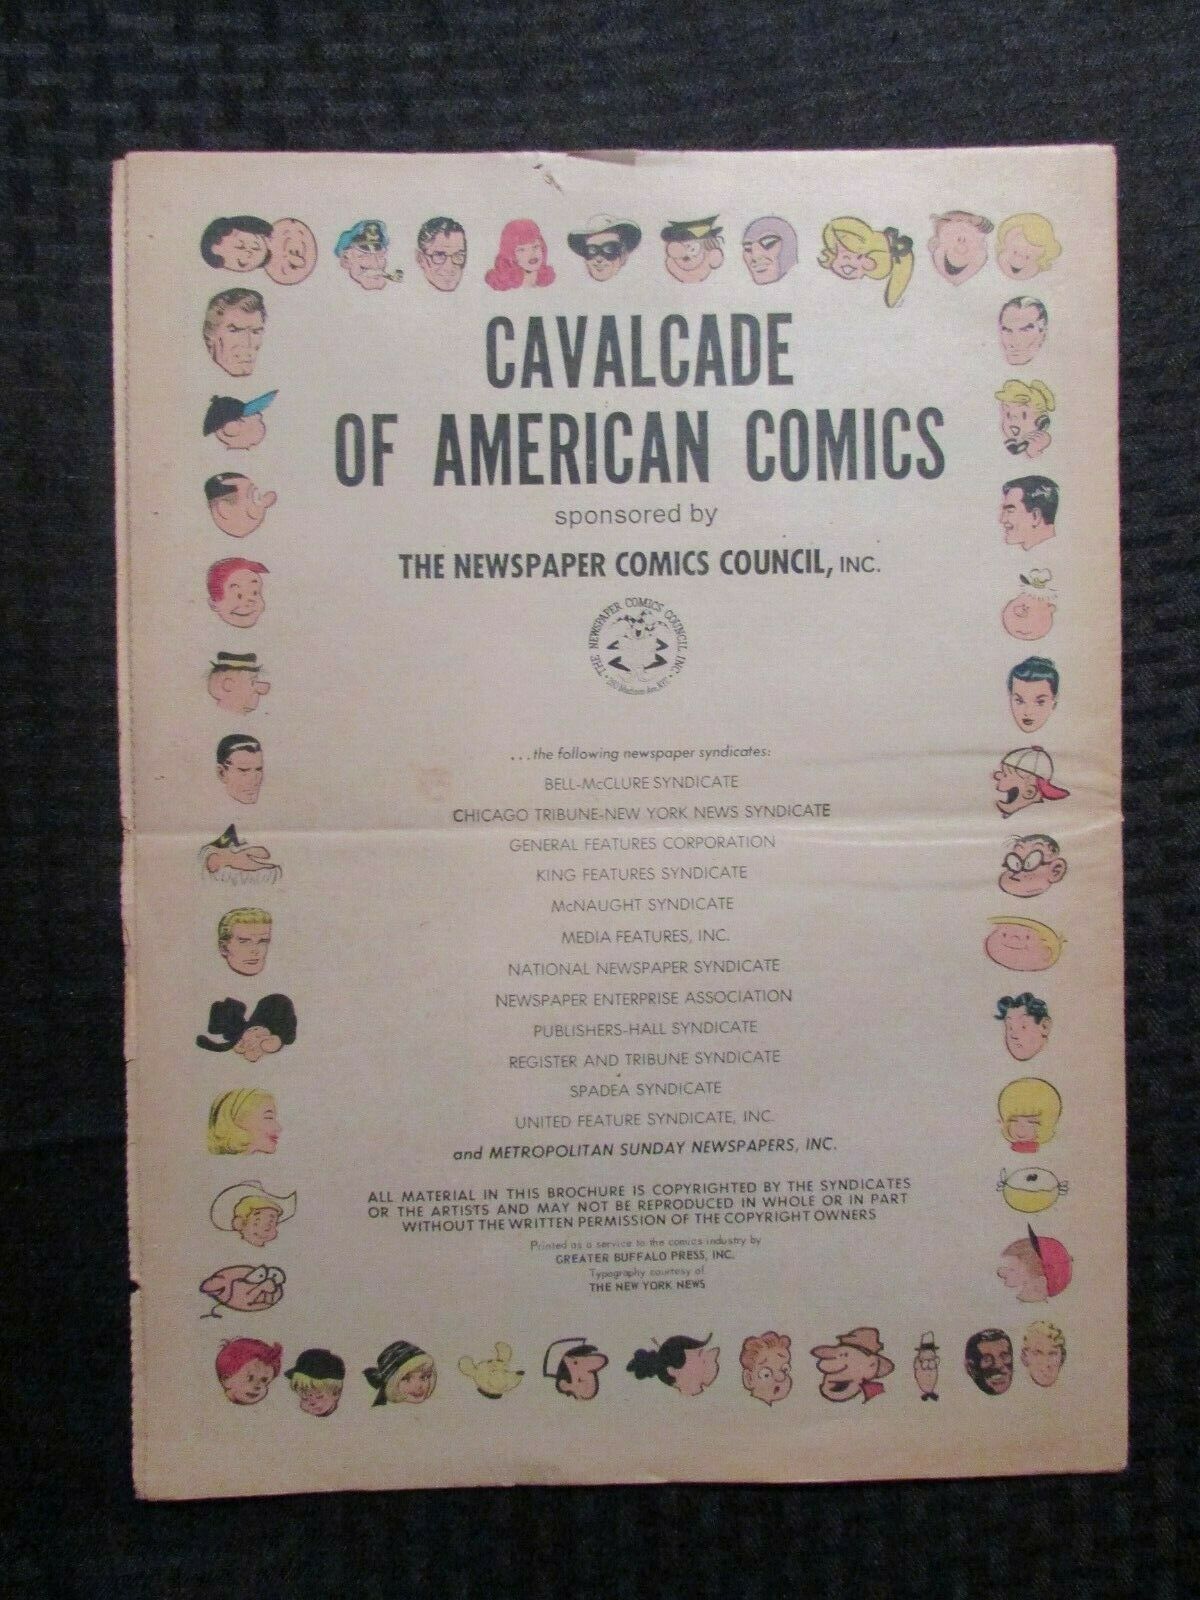 CAVALCADE
OF AMERICAN COMICS
sponsored by
THE NEWSPAPER COMICS COUNCIL, INC.
THE NEWSPAPER COMICS COUNCIL INC.
Madison Ave, NYC
...the following newspaper syndicates:
BELL-McCLURE SYNDICATE
CHICAGO TRIBUNE-NEW YORK NEWS SYNDICATE
GENERAL FEATURES CORPORATION
KING FEATURES SYNDICATE
McNAUGHT SYNDICATE
MEDIA FEATURES, INC.
NATIONAL NEWSPAPER SYNDICATE
NEWSPAPER ENTERPRISE ASSOCIATION
PUBLISHERS-HALL SYNDICATE
REGISTER AND TRIBUNE SYNDICATE
SPADEA SYNDICATE
UNITED FEATURE SYNDICATE, INC.
and METROPOLITAN SUNDAY NEWSPAPERS, INC.
ALL MATERIAL IN THIS BROCHURE IS COPYRIGHTED BY THE SYNDICATES
OR THE ARTISTS AND MAY NOT BE REPRODUCED IN WHOLE OR IN PART
WITHOUT THE WRITTEN PERMISSION OF THE COPYRIGHT OWNERS
Printed as a service to the comics industry by
GREATER BUFFALO PRESS, INC.
Typography courtesy of
THE NEW YORK NEWS